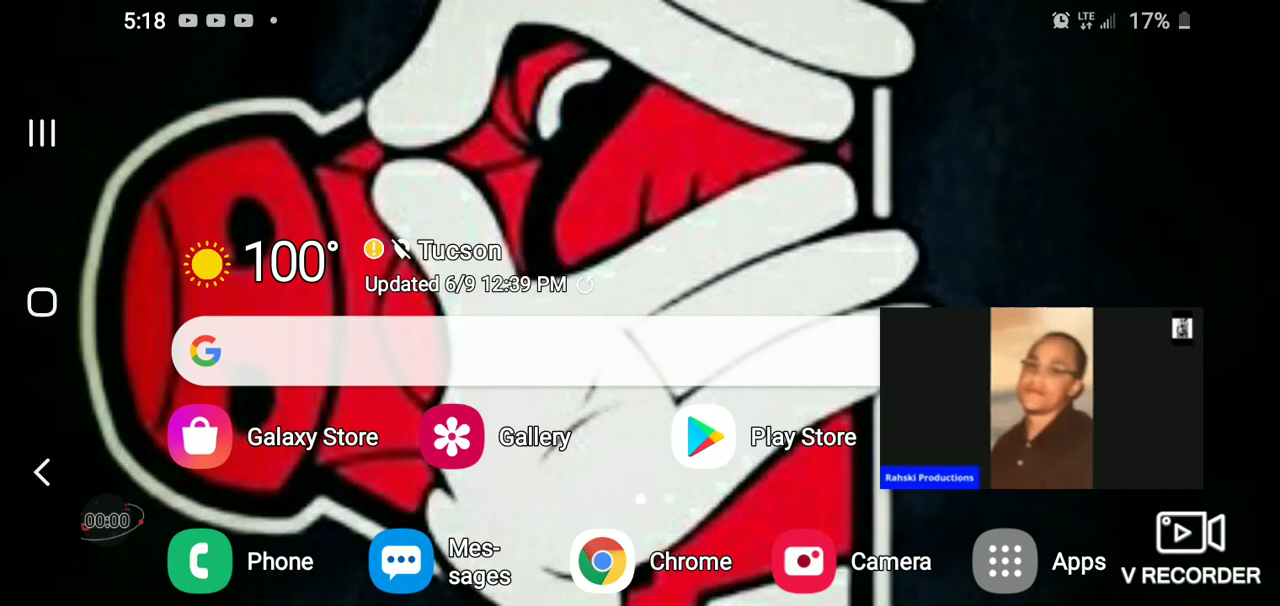 5:18
LTE 17%
100°
Tucson
Updated 6/9 12:39 PM
Galaxy Store
Gallery
Play Store
Rahski Productions
00:00
Phone
Mes-
sages
Chrome
Camera
Apps
V RECORDER